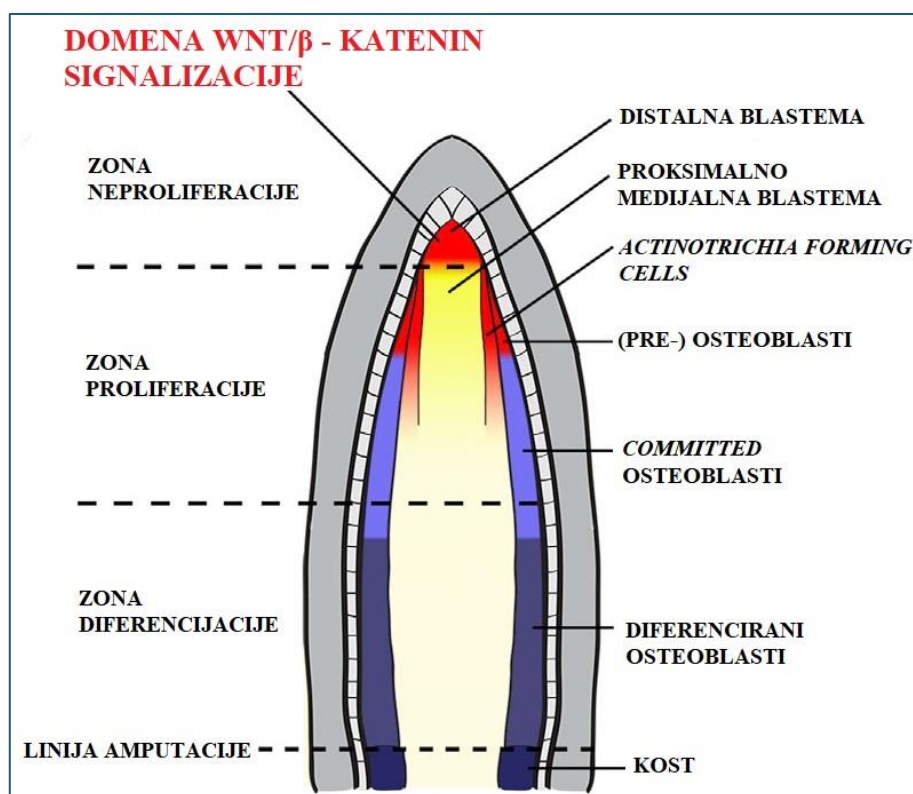 DOMENA WNT/β - KATENIN
SIGNALIZACIJE
ZONA
NEPROLIFERACIJE
ZONA
PROLIFERACIJE
ZONA
DIFERENCIJACIJE
LINIJA AMPUTACIJE
DISTALNA BLASTEMA
PROKSIMALNO
MEDIJALNA BLASTEMA
ACTINOTRICHIA FORMING
CELLS
(PRE-) OSTEOBLASTI
COMMITTED
OSTEOBLASTI
DIFERENCIRANI
OSTEOBLASTI
KOST